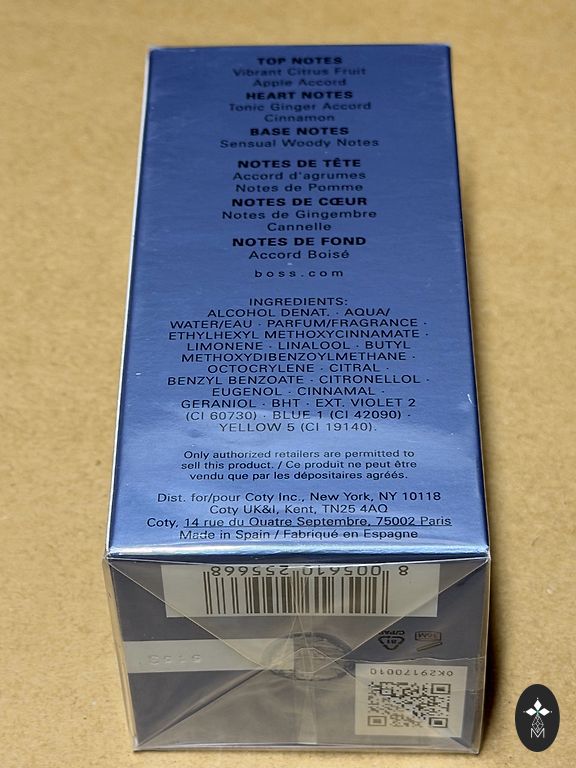 TOP NOTES
Vibrant Citrus Fruit
Apple Accord
HEART NOTES
Tonic Ginger Accord
Cinnamon
BASE NOTES
Sensual Woody Notes
NOTES DE TÊTE
Accord d'agrumes
Notes de Pomme
NOTES DE CŒUR
Notes de Gingembre
Cannelle
NOTES DE FOND
Accord Boisé
boss.com
INGREDIENTS:
ALCOHOL DENAT. · AQUA/
WATER/EAU · PARFUM/FRAGRANCE ·
ETHYLHEXYL METHOXYCINNAMATE ·
LIMONENE · LINALOOL · BUTYL
METHOXYDIBENZOYLMETHANE ·
OCTOCRYLENE · CITRAL ·
BENZYL BENZOATE · CITRONELLOL ·
EUGENOL · CINNAMAL ·
GERANIOL · BHT · EXT. VIOLET 2
(CI 60730) · BLUE 1 (CI 42090) ·
YELLOW 5 (CI 19140).
Only authorized retailers are permitted to
sell this product. / Ce produit ne peut être
vendu que par les dépositaires agréés.
Dist. for/pour Coty Inc., New York, NY 10118
Coty UK&I, Kent, TN25 4AQ
Coty, 14 rue du Quatre Septembre, 75002 Paris
Made in Spain / Fabriqué en Espagne
8 005610 255668
36M
81
0K29170010
M